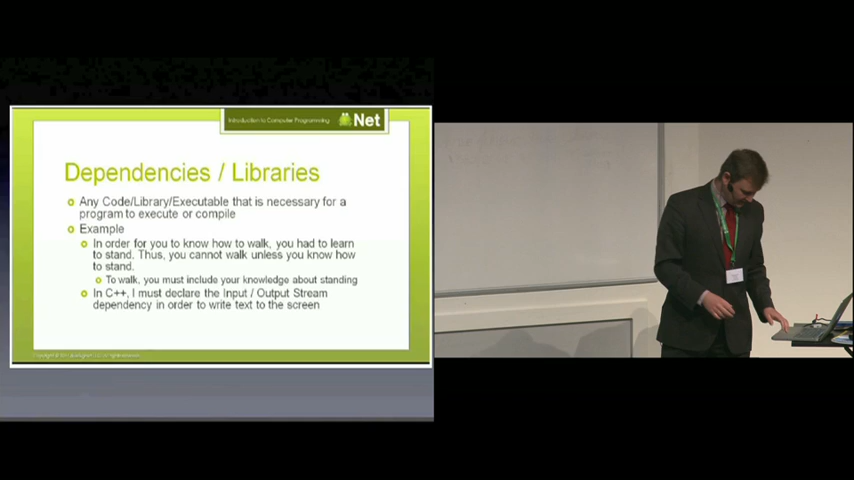 Introduction to Computer Programming
Net
Dependencies / Libraries
Any Code/Library/Executable that is necessary for a
program to execute or compile
Example
In order for you to know how to walk, you had to learn
to stand. Thus, you cannot walk unless you know how
to stand.
To walk, you must include your knowledge about standing
In C++, I must declare the Input / Output Stream
dependency in order to write text to the screen